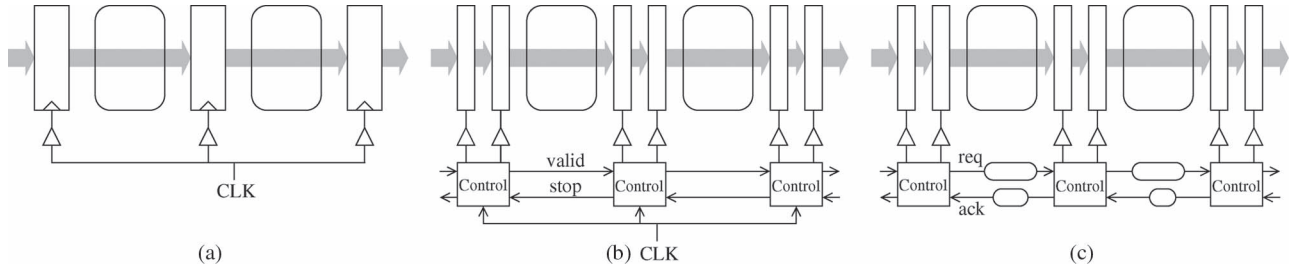 CLK
(a)
valid
Control
Control
Control
stop
(b)
CLK
req
Control
Control
Control
ack
(c)